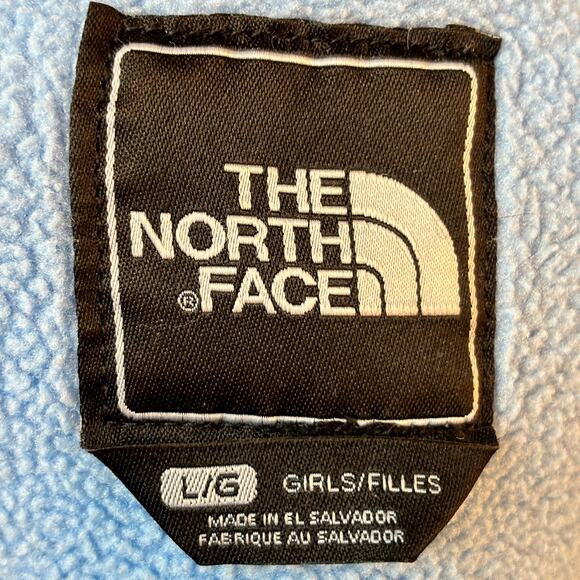 THE
NORTH
®FACE
L/G GIRLS/FILLES
MADE IN EL SALVADOR
FABRIQUE AU SALVADOR